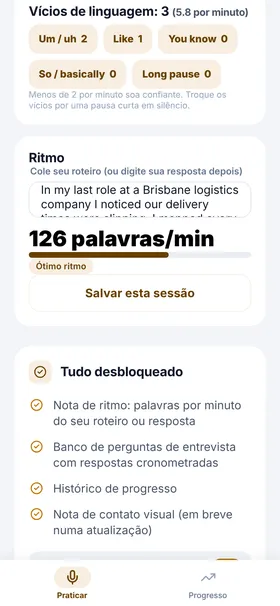 Vícios de linguagem: 3 (5.8 por minuto)
Um / uh 2
Like 1
You know 0
So / basically 0
Long pause 0
Menos de 2 por minuto soa confiante. Troque os
vícios por uma pausa curta em silêncio.
Ritmo
Cole seu roteiro (ou digite sua resposta depois)
In my last role at a Brisbane logistics
company I noticed our delivery
times were slipping. I mapped every
126 palavras/min
Ótimo ritmo
Salvar esta sessão
Tudo desbloqueado
Nota de ritmo: palavras por minuto
do seu roteiro ou resposta
Banco de perguntas de entrevista
com respostas cronometradas
Histórico de progresso
Nota de contato visual (em breve
numa atualização)
Praticar
Progresso